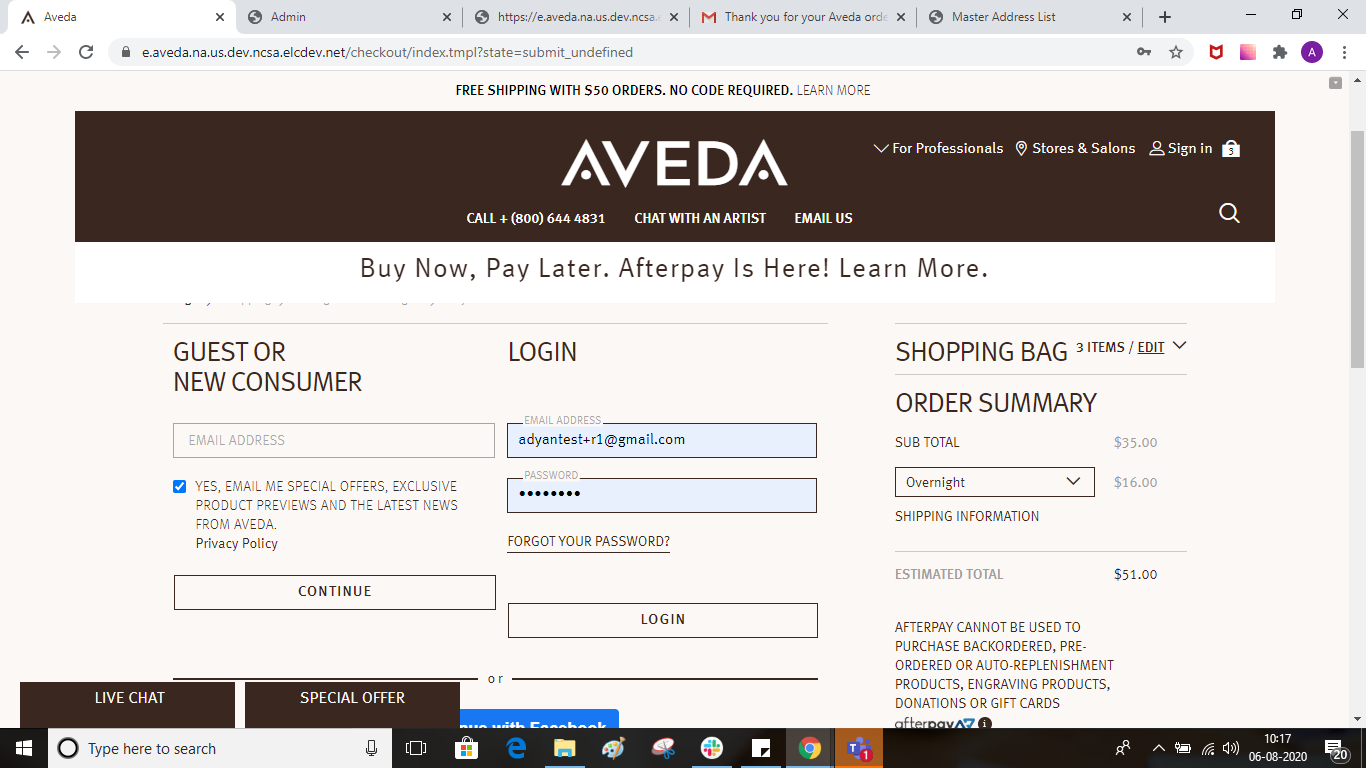 Aveda
Admin
https://e.aveda.na.us.dev.ncsa.e
Thank you for your Aveda orde
Master Address List
e.aveda.na.us.dev.ncsa.elcdev.net/checkout/index.tmpl?state=submit_undefined
A
FREE SHIPPING WITH $50 ORDERS. NO CODE REQUIRED. LEARN MORE
AVEDA
For Professionals
Stores & Salons
Sign in
3
CALL + (800) 644 4831
CHAT WITH AN ARTIST
EMAIL US
Buy Now, Pay Later. Afterpay Is Here! Learn More.
GUEST OR
NEW CONSUMER
EMAIL ADDRESS
YES, EMAIL ME SPECIAL OFFERS, EXCLUSIVE
PRODUCT PREVIEWS AND THE LATEST NEWS
FROM AVEDA.
Privacy Policy
CONTINUE
LOGIN
EMAIL ADDRESS
adyantest+r1@gmail.com
PASSWORD
••••••••
FORGOT YOUR PASSWORD?
LOGIN
or
with Facebook
SHOPPING BAG 3 ITEMS / EDIT
ORDER SUMMARY
SUB TOTAL $35.00
Overnight $16.00
SHIPPING INFORMATION
ESTIMATED TOTAL $51.00
AFTERPAY CANNOT BE USED TO
PURCHASE BACKORDERED, PRE-
ORDERED OR AUTO-REPLENISHMENT
PRODUCTS, ENGRAVING PRODUCTS,
DONATIONS OR GIFT CARDS
afterpay
LIVE CHAT
SPECIAL OFFER
Type here to search
1
10:17
06-08-2020
20